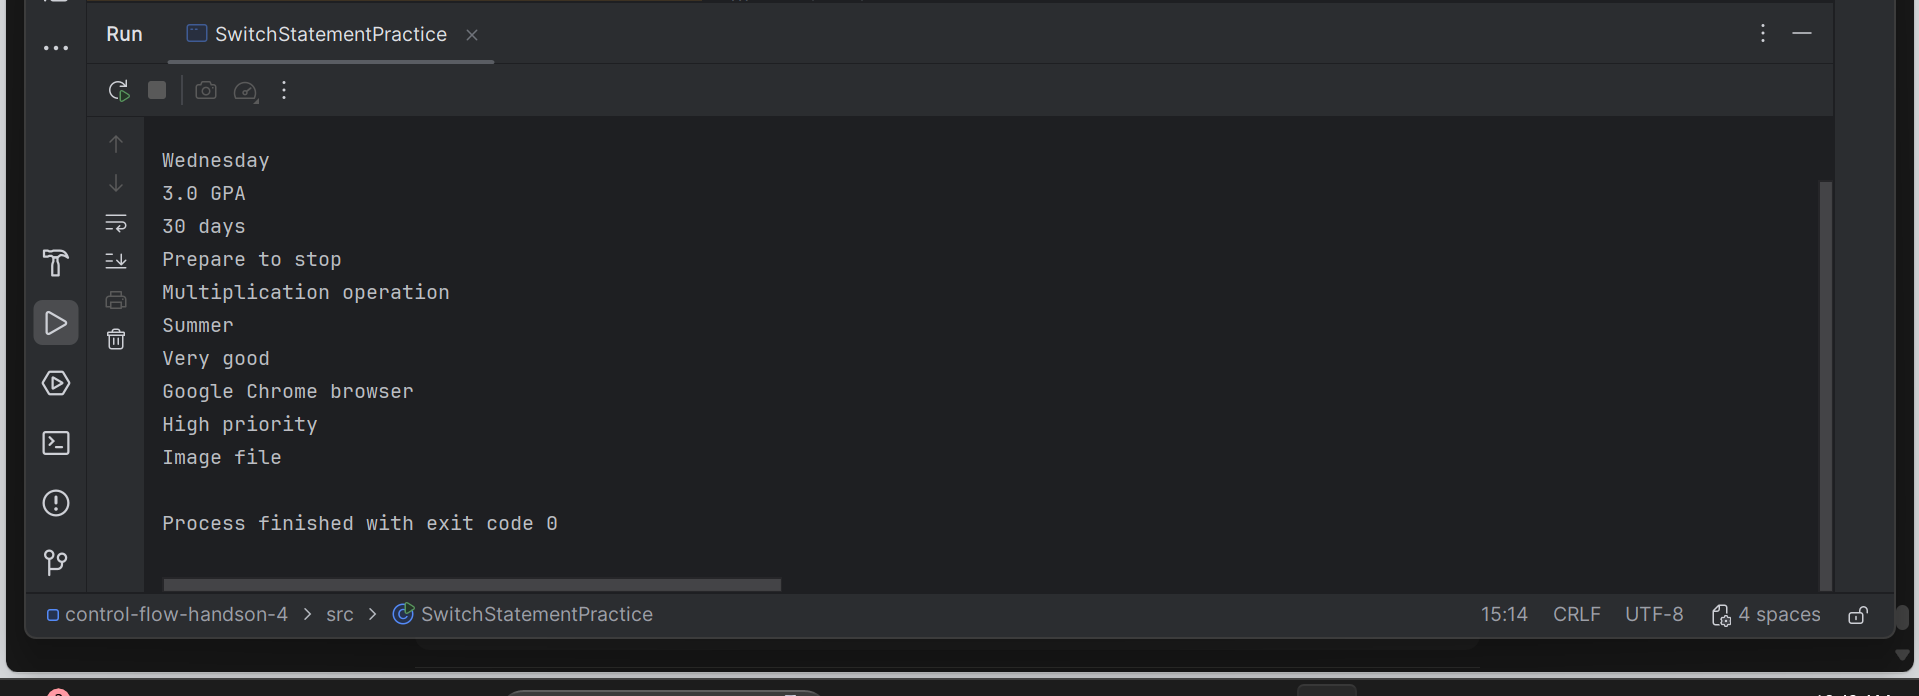 Run SwitchStatementPractice
Wednesday
3.0 GPA
30 days
Prepare to stop
Multiplication operation
Summer
Very good
Google Chrome browser
High priority
Image file
Process finished with exit code 0
control-flow-handson-4 > src > SwitchStatementPractice 15:14 CRLF UTF-8 4 spaces